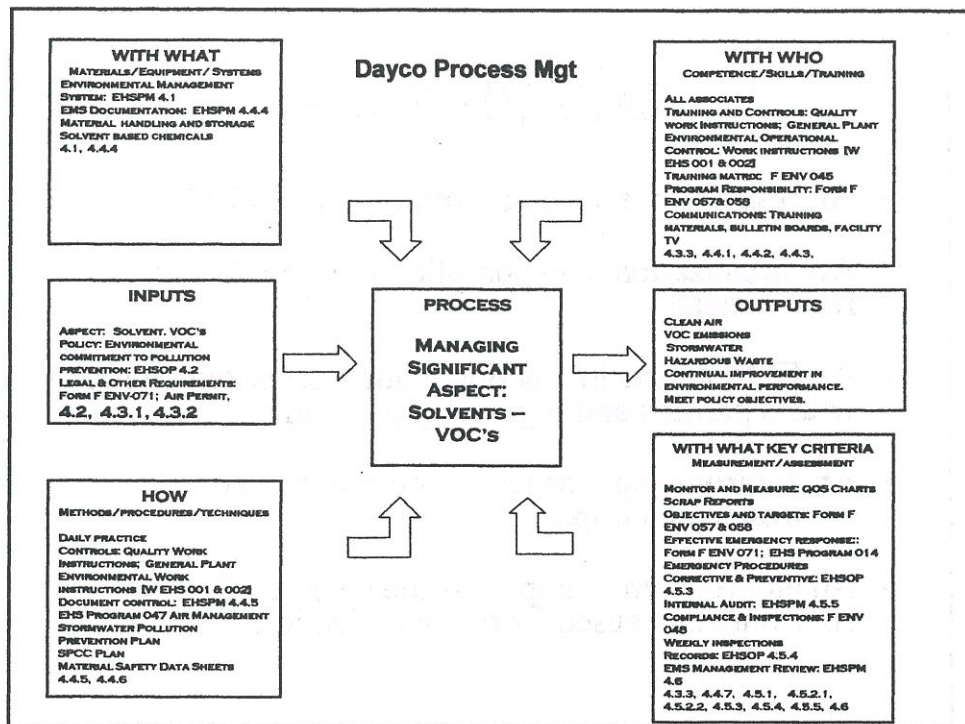 Dayco Process Mgt
WITH WHAT
MATERIALS/EQUIPMENT/ SYSTEMS
ENVIRONMENTAL MANAGEMENT
SYSTEM: EHSPM 4.1
EMS DOCUMENTATION: EHSPM 4.4.4
MATERIAL HANDLING AND STORAGE
SOLVENT BASED CHEMICALS
4.1, 4.4.4
WITH WHO
COMPETENCE/SKILLS/TRAINING
ALL ASSOCIATES
TRAINING AND CONTROLS: QUALITY
WORK INSTRUCTIONS; GENERAL PLANT
ENVIRONMENTAL OPERATIONAL
CONTROL: WORK INSTRUCTIONS [W
EHS 001 & 002]
TRAINING MATRIX: F ENV 045
PROGRAM RESPONSIBILITY: FORM F
ENV 057& 058
COMMUNICATIONS: TRAINING
MATERIALS, BULLETIN BOARDS, FACILITY
TV
4.3.3, 4.4.1, 4.4.2, 4.4.3,
INPUTS
ASPECT: SOLVENT. VOC'S
POLICY: ENVIRONMENTAL
COMMITMENT TO POLLUTION
PREVENTION: EHSOP 4.2
LEGAL & OTHER REQUIREMENTS:
FORM F ENV-071; AIR PERMIT,
4.2, 4.3.1, 4.3.2
PROCESS
MANAGING
SIGNIFICANT
ASPECT:
SOLVENTS –
VOC'S
OUTPUTS
CLEAN AIR
VOC EMISSIONS
STORMWATER
HAZARDOUS WASTE
CONTINUAL IMPROVEMENT IN
ENVIRONMENTAL PERFORMANCE.
MEET POLICY OBJECTIVES.
HOW
METHODS/PROCEDURES/TECHNIQUES
DAILY PRACTICE
CONTROLS: QUALITY WORK
INSTRUCTIONS; GENERAL PLANT
ENVIRONMENTAL WORK
INSTRUCTIONS [W EHS 001 & 002]
DOCUMENT CONTROL: EHSPM 4.4.5
EHS PROGRAM 047 AIR MANAGEMENT
STORMWATER POLLUTION
PREVENTION PLAN
SPCC PLAN
MATERIAL SAFETY DATA SHEETS
4.4.5, 4.4.6
WITH WHAT KEY CRITERIA
MEASUREMENT/ASSESSMENT
MONITOR AND MEASURE: QOS CHARTS
SCRAP REPORTS
OBJECTIVES AND TARGETS: FORM F
ENV 057 & 058
EFFECTIVE EMERGENCY RESPONSE::
FORM F ENV 071; EHS PROGRAM 014
EMERGENCY PROCEDURES
CORRECTIVE & PREVENTIVE: EHSOP
4.5.3
INTERNAL AUDIT: EHSPM 4.5.5
COMPLIANCE & INSPECTIONS: F ENV
048
WEEKLY INSPECTIONS
RECORDS: EHSOP 4.5.4
EMS MANAGEMENT REVIEW: EHSPM
4.6
4.3.3, 4.4.7, 4.5.1, 4.5.2.1,
4.5.2.2, 4.5.3, 4.5.4, 4.5.5, 4.6